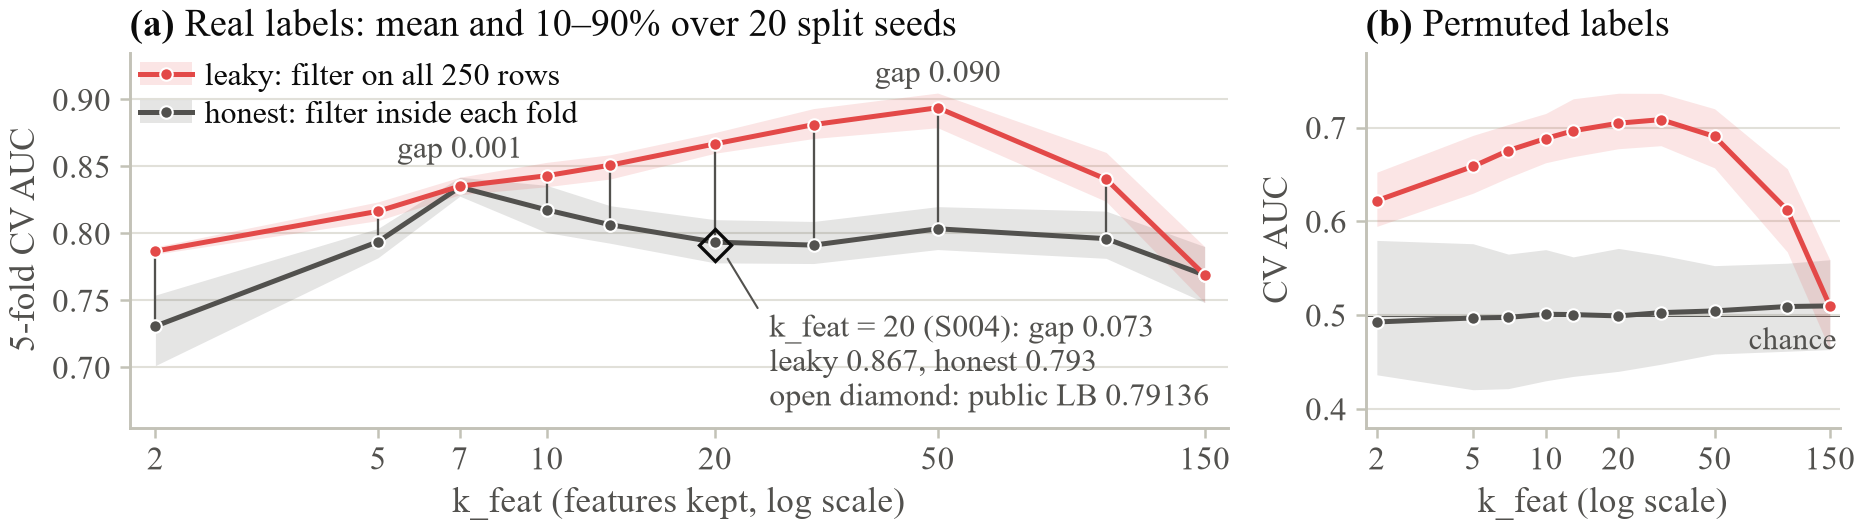 (a) Real labels: mean and 10–90% over 20 split seeds
leaky: filter on all 250 rows
honest: filter inside each fold
gap 0.001
gap 0.090
k_feat = 20 (S004): gap 0.073
leaky 0.867, honest 0.793
open diamond: public LB 0.79136
5-fold CV AUC
0.90
0.85
0.80
0.75
0.70
2 5 7 10 20 50 150
k_feat (features kept, log scale)
(b) Permuted labels
CV AUC
0.7
0.6
0.5
0.4
chance
2 5 10 20 50 150
k_feat (log scale)